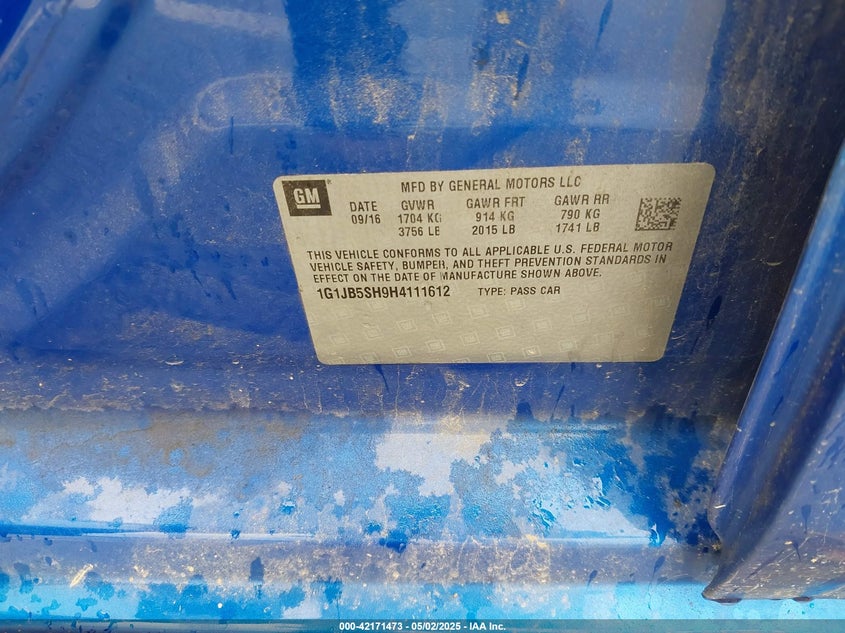 GM
MFD BY GENERAL MOTORS LLC
DATE GVWR GAWR FRT GAWR RR
09/16 1704 KG 914 KG 790 KG
3756 LB 2015 LB 1741 LB
THIS VEHICLE CONFORMS TO ALL APPLICABLE U.S. FEDERAL MOTOR
VEHICLE SAFETY, BUMPER, AND THEFT PREVENTION STANDARDS IN
EFFECT ON THE DATE OF MANUFACTURE SHOWN ABOVE.
1G1JB5SH9H4111612 TYPE: PASS CAR
000-42171473 - 05/02/2025 - IAA Inc.